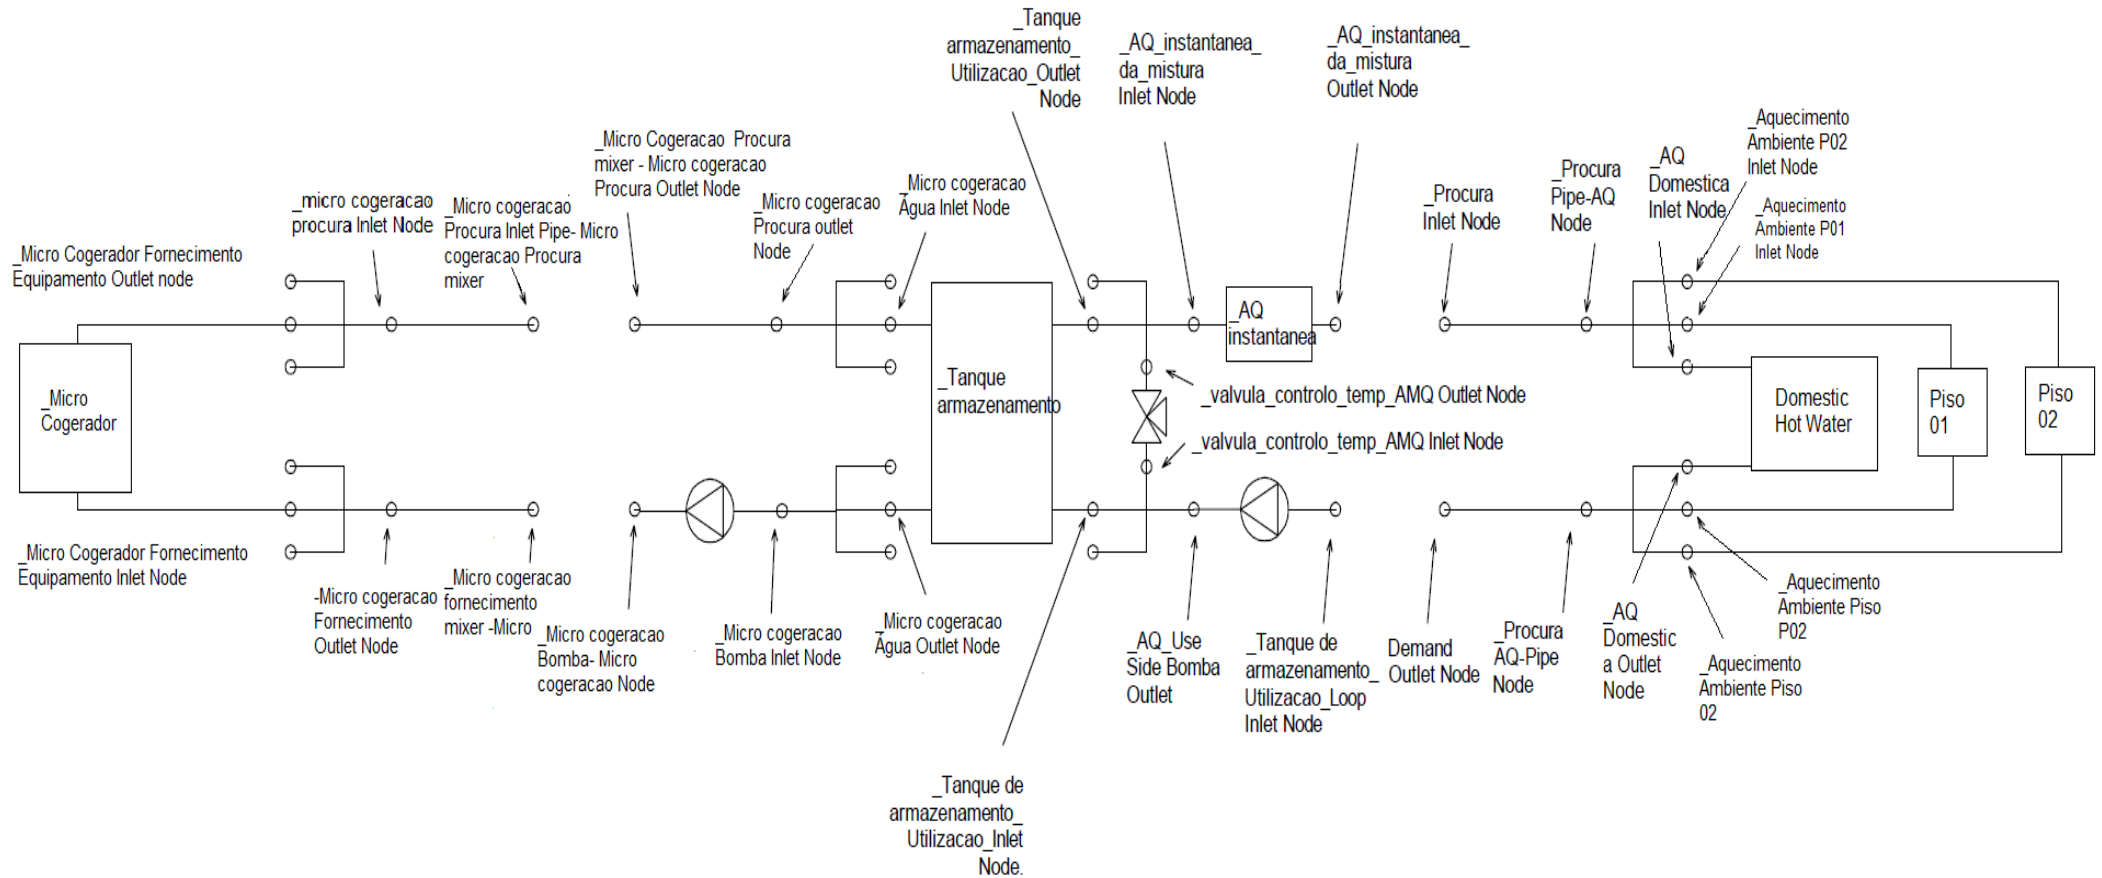 _Tanque
armazenamento_
Utilizacao_Outlet
Node
_AQ_instantanea_
da_mistura
Inlet Node
_AQ_instantanea_
da_mistura
Outlet Node
_Aquecimento
Ambiente P02
Inlet Node
_Micro Cogeracao  Procura
mixer - Micro cogeracao
Procura Outlet Node
_AQ
Domestica
Inlet Node
_Procura
Pipe-AQ
Node
_Micro cogeracao
Água Inlet Node
_Procura
Inlet Node
_micro cogeracao
procura Inlet Node
_Micro cogeracao
Procura Inlet Pipe- Micro
cogeracao Procura
mixer
_Micro cogeracao
Procura outlet
Node
_Aquecimento
Ambiente P01
Inlet Node
_Micro Cogerador Fornecimento
Equipamento Outlet node
_AQ
instantanea
_Micro
Cogerador
_Tanque
armazenamento
_valvula_controlo_temp_AMQ Outlet Node
_valvula_controlo_temp_AMQ Inlet Node
Domestic
Hot Water
Piso
01
Piso
02
_Micro Cogerador Fornecimento
Equipamento Inlet Node
-Micro cogeracao
Fornecimento
Outlet Node
_Micro cogeracao
fornecimento
mixer -Micro
_Micro cogeracao
Bomba- Micro
cogeracao Node
_Micro cogeracao
Bomba Inlet Node
_Micro cogeracao
Água Outlet Node
_AQ_Use
Side Bomba
Outlet
_Tanque de
armazenamento_
Utilizacao_Loop
Inlet Node
Demand
Outlet Node
_Procura
AQ-Pipe
Node
_AQ
Domestic
a Outlet
Node
_Aquecimento
Ambiente Piso
P02
_Aquecimento
Ambiente Piso
02
_Tanque de
armazenamento_
Utilizacao_Inlet
Node.